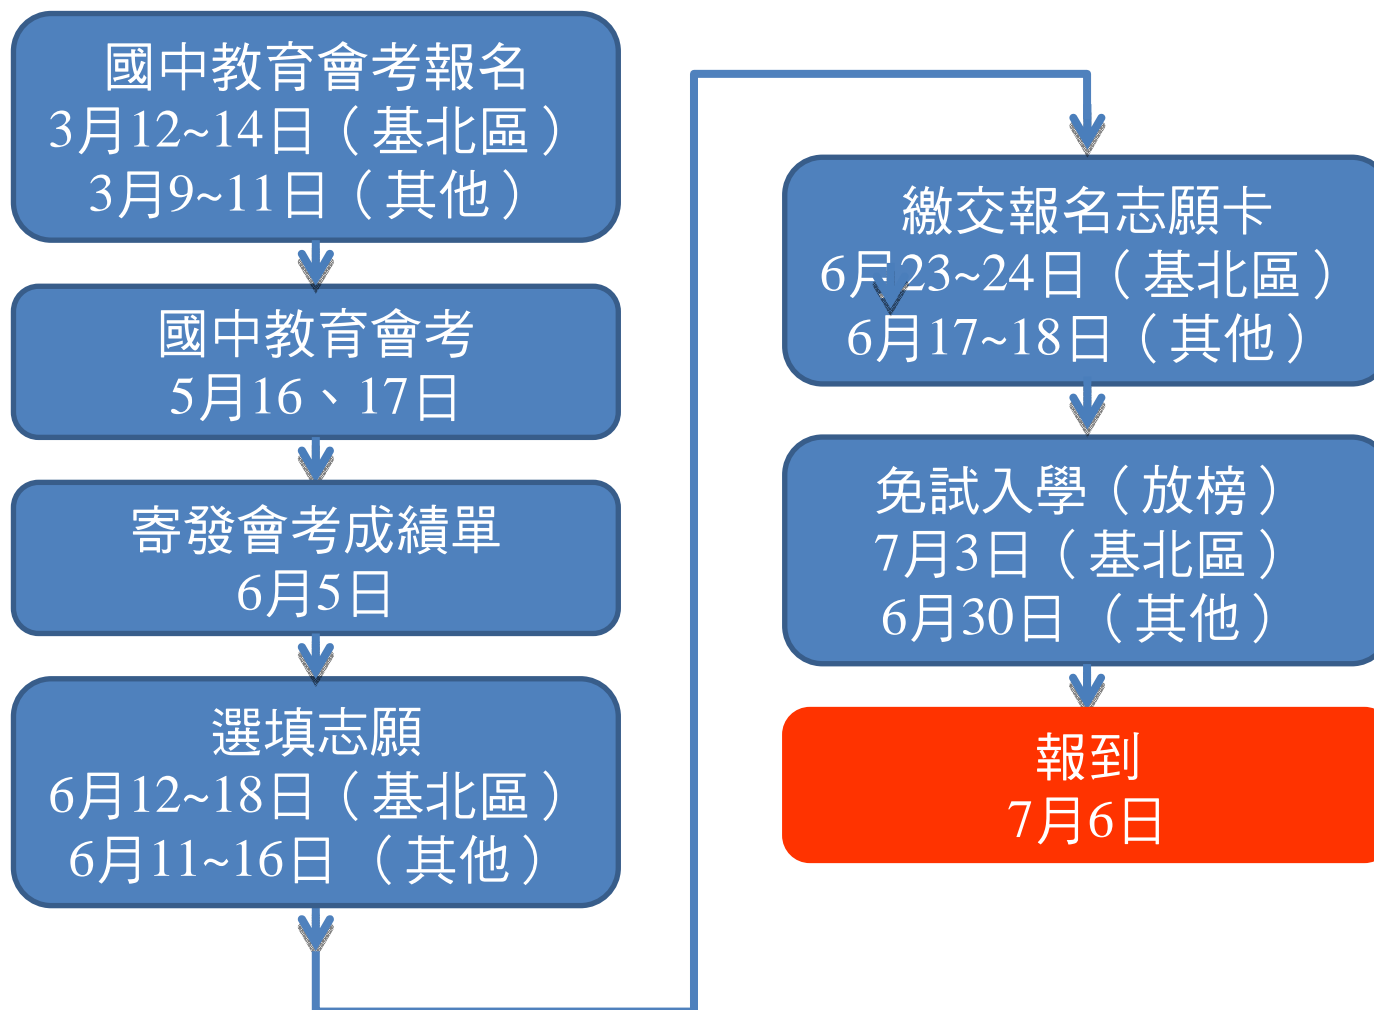 國中教育會考報名
3月12~14日（基北區）
3月9~11日（其他）
國中教育會考
5月16、17日
寄發會考成績單
6月5日
選填志願
6月12~18日（基北區）
6月11~16日（其他）
繳交報名志願卡
6月23~24日（基北區）
6月17~18日（其他）
免試入學（放榜）
7月3日（基北區）
6月30日（其他）
報到
7月6日